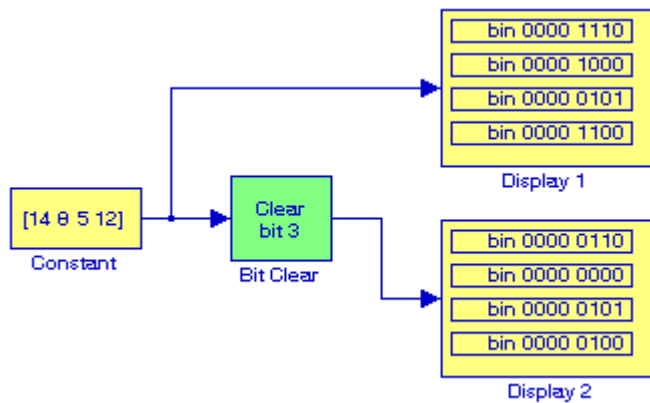 bin 0000 1110
bin 0000 1000
bin 0000 0101
bin 0000 1100
Display 1
[14 8 5 12]
Constant
Clear
bit 3
Bit Clear
bin 0000 0110
bin 0000 0000
bin 0000 0101
bin 0000 0100
Display 2